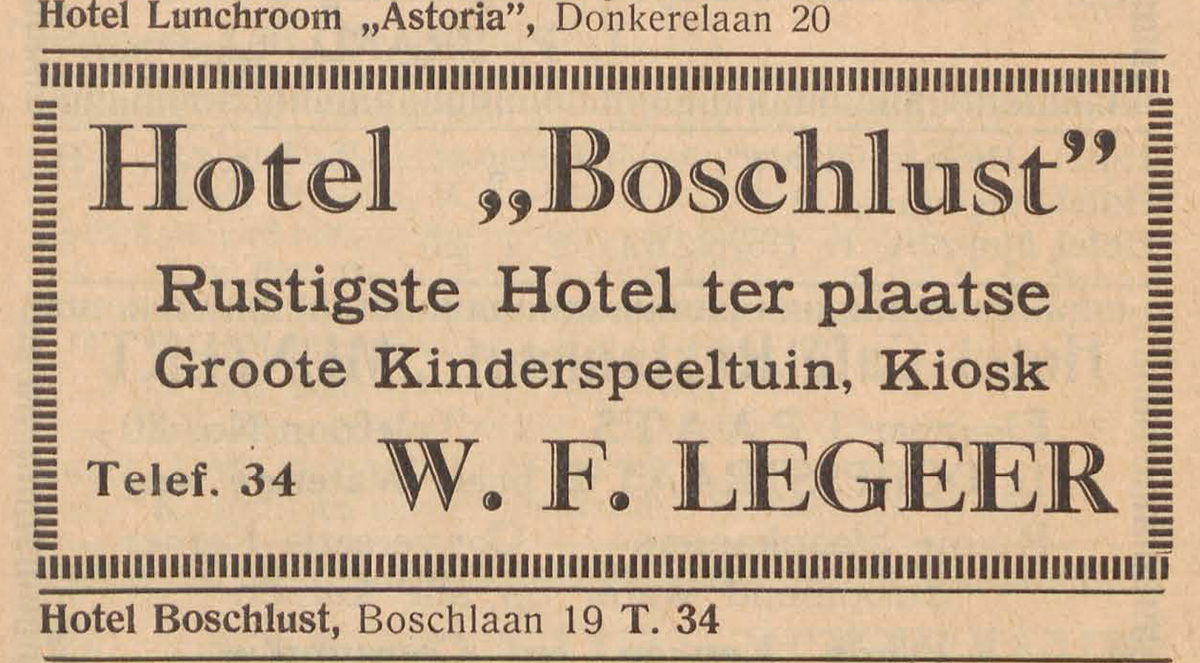 Hotel Lunchroom „Astoria”, Donkerelaan 20
Hotel „Boschlust”
Rustigste Hotel ter plaatse
Groote Kinderspeeltuin, Kiosk
Telef. 34 W. F. LEGEER
Hotel Boschlust, Boschlaan 19 T. 34